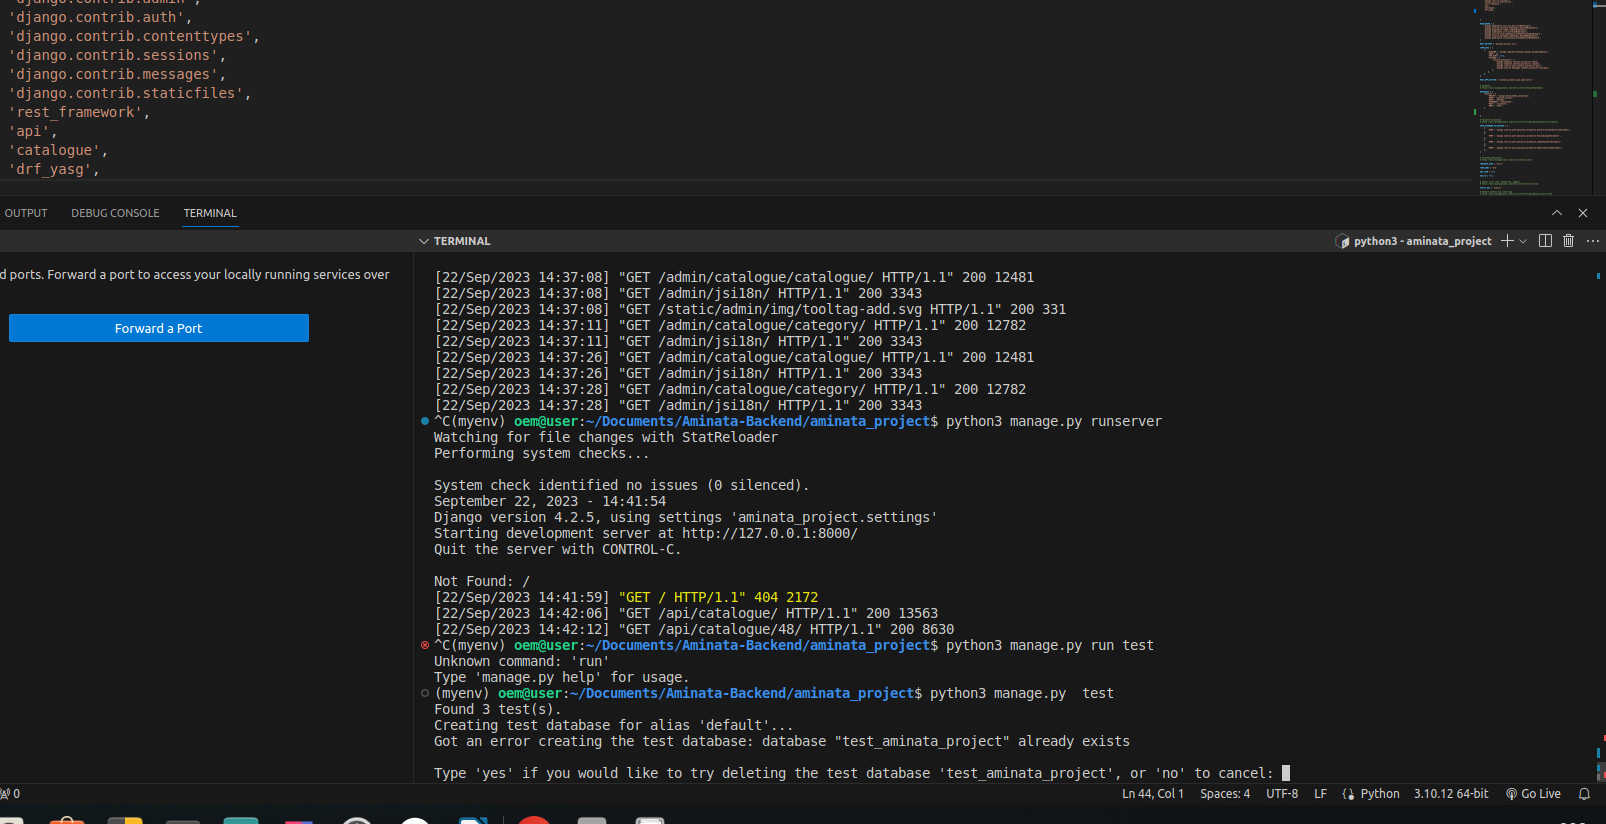 'django.contrib.admin',
'django.contrib.auth',
'django.contrib.contenttypes',
'django.contrib.sessions',
'django.contrib.messages',
'django.contrib.staticfiles',
'rest_framework',
'api',
'catalogue',
'drf_yasg',
OUTPUT DEBUG CONSOLE TERMINAL
TERMINAL python3 - aminata_project
d ports. Forward a port to access your locally running services over
Forward a Port
[22/Sep/2023 14:37:08] "GET /admin/catalogue/catalogue/ HTTP/1.1" 200 12481
[22/Sep/2023 14:37:08] "GET /admin/jsi18n/ HTTP/1.1" 200 3343
[22/Sep/2023 14:37:08] "GET /static/admin/img/tooltag-add.svg HTTP/1.1" 200 331
[22/Sep/2023 14:37:11] "GET /admin/catalogue/category/ HTTP/1.1" 200 12782
[22/Sep/2023 14:37:11] "GET /admin/jsi18n/ HTTP/1.1" 200 3343
[22/Sep/2023 14:37:26] "GET /admin/catalogue/catalogue/ HTTP/1.1" 200 12481
[22/Sep/2023 14:37:26] "GET /admin/jsi18n/ HTTP/1.1" 200 3343
[22/Sep/2023 14:37:28] "GET /admin/catalogue/category/ HTTP/1.1" 200 12782
[22/Sep/2023 14:37:28] "GET /admin/jsi18n/ HTTP/1.1" 200 3343
^C(myenv) oem@user:~/Documents/Aminata-Backend/aminata_project$ python3 manage.py runserver
Watching for file changes with StatReloader
Performing system checks...
System check identified no issues (0 silenced).
September 22, 2023 - 14:41:54
Django version 4.2.5, using settings 'aminata_project.settings'
Starting development server at http://127.0.0.1:8000/
Quit the server with CONTROL-C.
Not Found: /
[22/Sep/2023 14:41:59] "GET / HTTP/1.1" 404 2172
[22/Sep/2023 14:42:06] "GET /api/catalogue/ HTTP/1.1" 200 13563
[22/Sep/2023 14:42:12] "GET /api/catalogue/48/ HTTP/1.1" 200 8630
^C(myenv) oem@user:~/Documents/Aminata-Backend/aminata_project$ python3 manage.py run test
Unknown command: 'run'
Type 'manage.py help' for usage.
(myenv) oem@user:~/Documents/Aminata-Backend/aminata_project$ python3 manage.py  test
Found 3 test(s).
Creating test database for alias 'default'...
Got an error creating the test database: database "test_aminata_project" already exists
Type 'yes' if you would like to try deleting the test database 'test_aminata_project', or 'no' to cancel:
0 Ln 44, Col 1 Spaces: 4 UTF-8 LF Python 3.10.12 64-bit Go Live